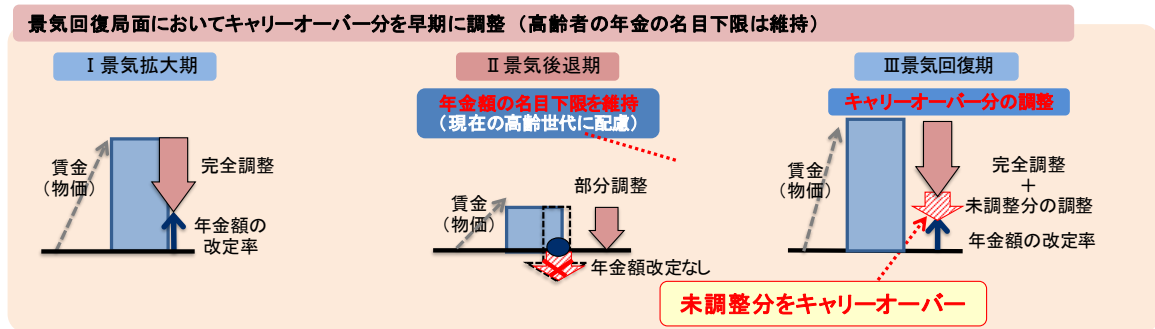 景気回復局面においてキャリーオーバー分を早期に調整（高齢者の年金の名目下限は維持）
Ⅰ景気拡大期
賃金
（物価）
完全調整
年金額の
改定率
Ⅱ景気後退期
年金額の名目下限を維持
（現在の高齢世代に配慮）
賃金
（物価）
部分調整
年金額改定なし
Ⅲ景気回復期
キャリーオーバー分の調整
賃金
（物価）
完全調整
＋
未調整分の調整
年金額の改定率
未調整分をキャリーオーバー